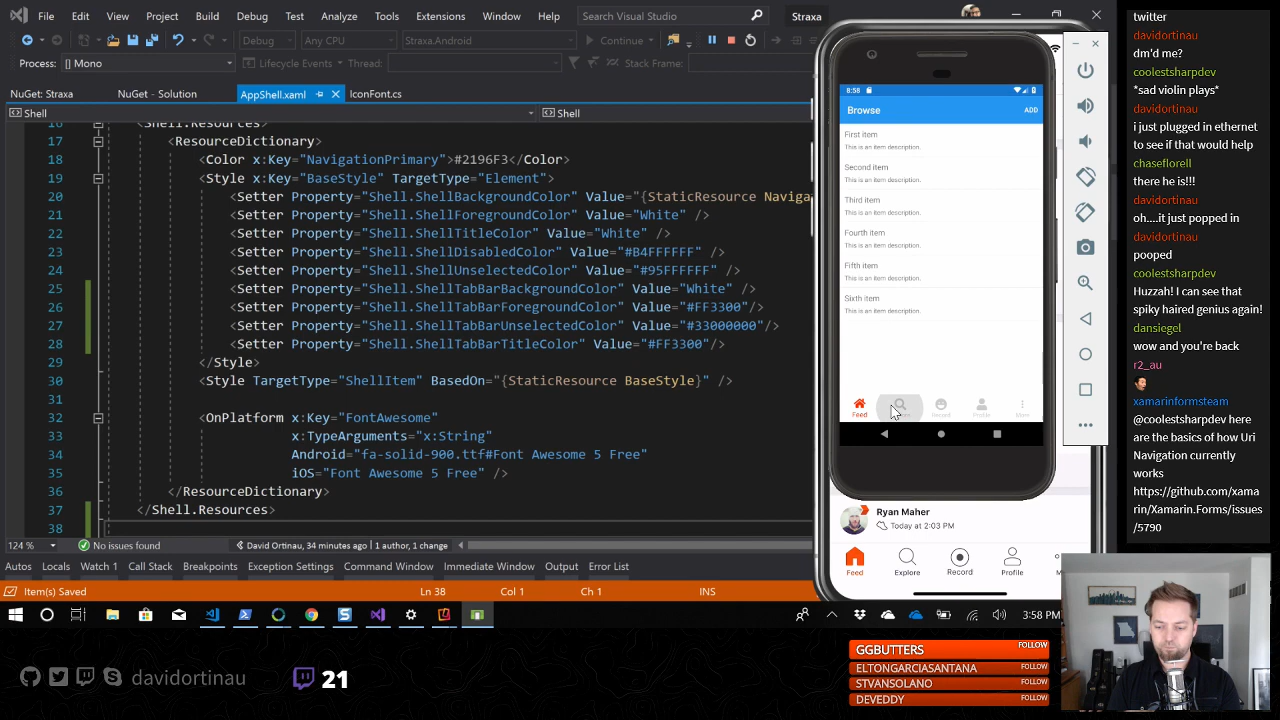 File Edit View Project Build Debug Test Analyze Tools Extensions Window Help Search Visual Studio Straxa
Debug Any CPU Straxa.Android Continue
Process: [] Mono Lifecycle Events Thread: Stack Frame:
NuGet: Straxa NuGet - Solution AppShell.xaml IconFont.cs
Shell Shell
16 <Shell.Resources>
17 <ResourceDictionary>
18 <Color x:Key="NavigationPrimary">#2196F3</Color>
19 <Style x:Key="BaseStyle" TargetType="Element">
20 <Setter Property="Shell.ShellBackgroundColor" Value="{StaticResource Naviga
21 <Setter Property="Shell.ShellForegroundColor" Value="White" />
22 <Setter Property="Shell.ShellTitleColor" Value="White" />
23 <Setter Property="Shell.ShellDisabledColor" Value="#B4FFFFFF" />
24 <Setter Property="Shell.ShellUnselectedColor" Value="#95FFFFFF" />
25 <Setter Property="Shell.ShellTabBarBackgroundColor" Value="White" />
26 <Setter Property="Shell.ShellTabBarForegroundColor" Value="#FF3300"/>
27 <Setter Property="Shell.ShellTabBarUnselectedColor" Value="#33000000"/>
28 <Setter Property="Shell.ShellTabBarTitleColor" Value="#FF3300"/>
29 </Style>
30 <Style TargetType="ShellItem" BasedOn="{StaticResource BaseStyle}" />
31
32 <OnPlatform x:Key="FontAwesome"
33 x:TypeArguments="x:String"
34 Android="fa-solid-900.ttf#Font Awesome 5 Free"
35 iOS="Font Awesome 5 Free" />
36 </ResourceDictionary>
37 </Shell.Resources>
38
124 % No issues found David Ortinau, 34 minutes ago | 1 author, 1 change
Autos Locals Watch 1 Call Stack Breakpoints Exception Settings Command Window Immediate Window Output Error List
Item(s) Saved Ln 38 Col 1 Ch 1 INS
3:58 PM
davidortinau 21
8:58
Browse ADD
First item
This is an item description.
Second item
This is an item description.
Third item
This is an item description.
Fourth item
This is an item description.
Fifth item
This is an item description.
Sixth item
This is an item description.
Feed Record Profile More
Ryan Maher
Today at 2:03 PM
Feed Explore Record Profile M
GGBUTTERS FOLLOW
ELTONGARCIASANTANA FOLLOW
STVANSOLANO FOLLOW
DEVEDDY FOLLOW
twitter
davidortinau
dm'd me?
coolestsharpdev
*sad violin plays*
davidortinau
i just plugged in ethernet
to see if it would help
chaseflorell
there he is!!!
davidortinau
oh....it just popped in
davidortinau
pooped
coolestsharpdev
Huzzah! I can see that
spiky haired genius again!
dansiegel
wow and you're back
r2_au
xamarinformsteam
@coolestsharpdev here
are the basics of how Uri
Navigation currently
works
https://github.com/xama
rin/Xamarin.Forms/issues
/5790